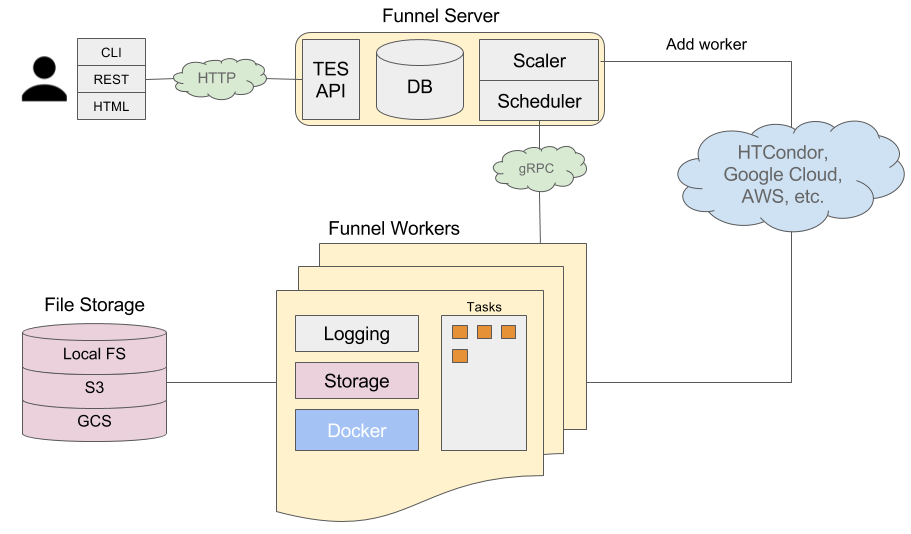 Funnel Server
CLI
REST
HTML
HTTP
TES
API
DB
Scaler
Scheduler
Add worker
gRPC
HTCondor,
Google Cloud,
AWS, etc.
Funnel Workers
File Storage
Local FS
S3
GCS
Logging
Storage
Docker
Tasks